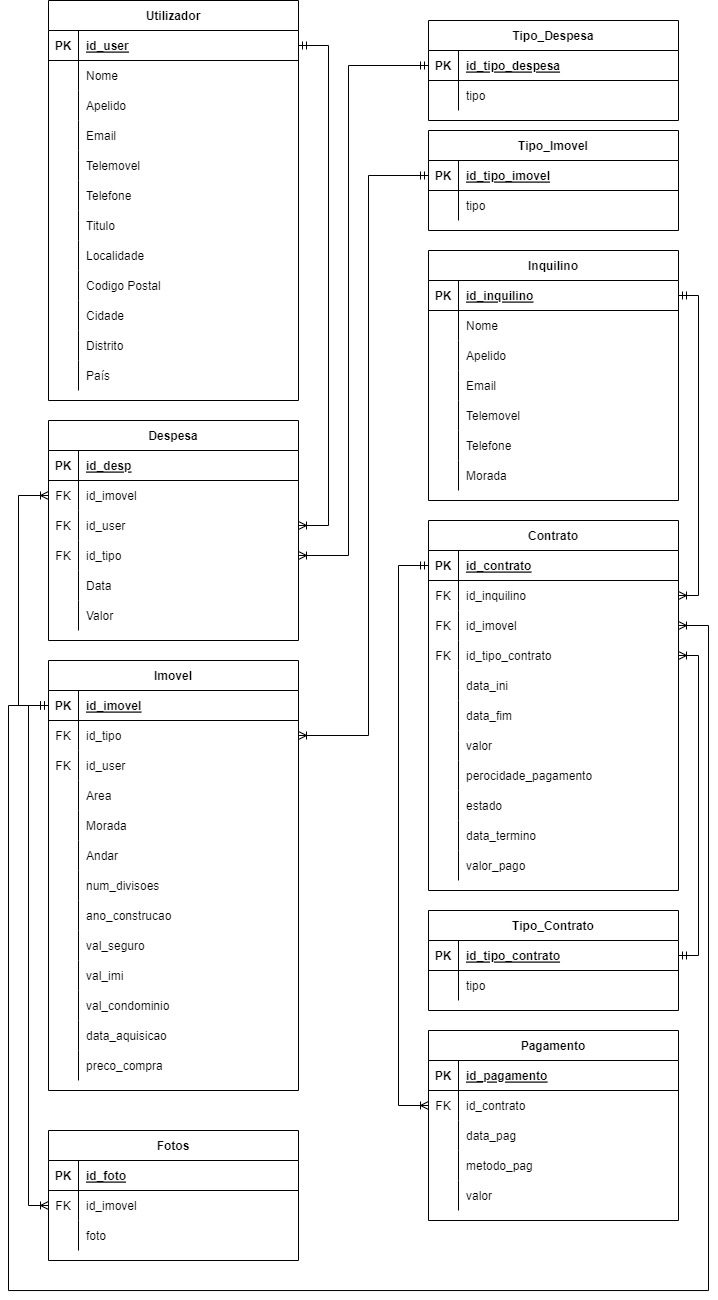 Utilizador
PK id_user
Nome
Apelido
Email
Telemovel
Telefone
Titulo
Localidade
Codigo Postal
Cidade
Distrito
País
Despesa
PK id_desp
FK id_imovel
FK id_user
FK id_tipo
Data
Valor
Imovel
PK id_imovel
FK id_tipo
FK id_user
Area
Morada
Andar
num_divisoes
ano_construcao
val_seguro
val_imi
val_condominio
data_aquisicao
preco_compra
Fotos
PK id_foto
FK id_imovel
foto
Tipo_Despesa
PK id_tipo_despesa
tipo
Tipo_Imovel
PK id_tipo_imovel
tipo
Inquilino
PK id_inquilino
Nome
Apelido
Email
Telemovel
Telefone
Morada
Contrato
PK id_contrato
FK id_inquilino
FK id_imovel
FK id_tipo_contrato
data_ini
data_fim
valor
perocidade_pagamento
estado
data_termino
valor_pago
Tipo_Contrato
PK id_tipo_contrato
tipo
Pagamento
PK id_pagamento
FK id_contrato
data_pag
metodo_pag
valor